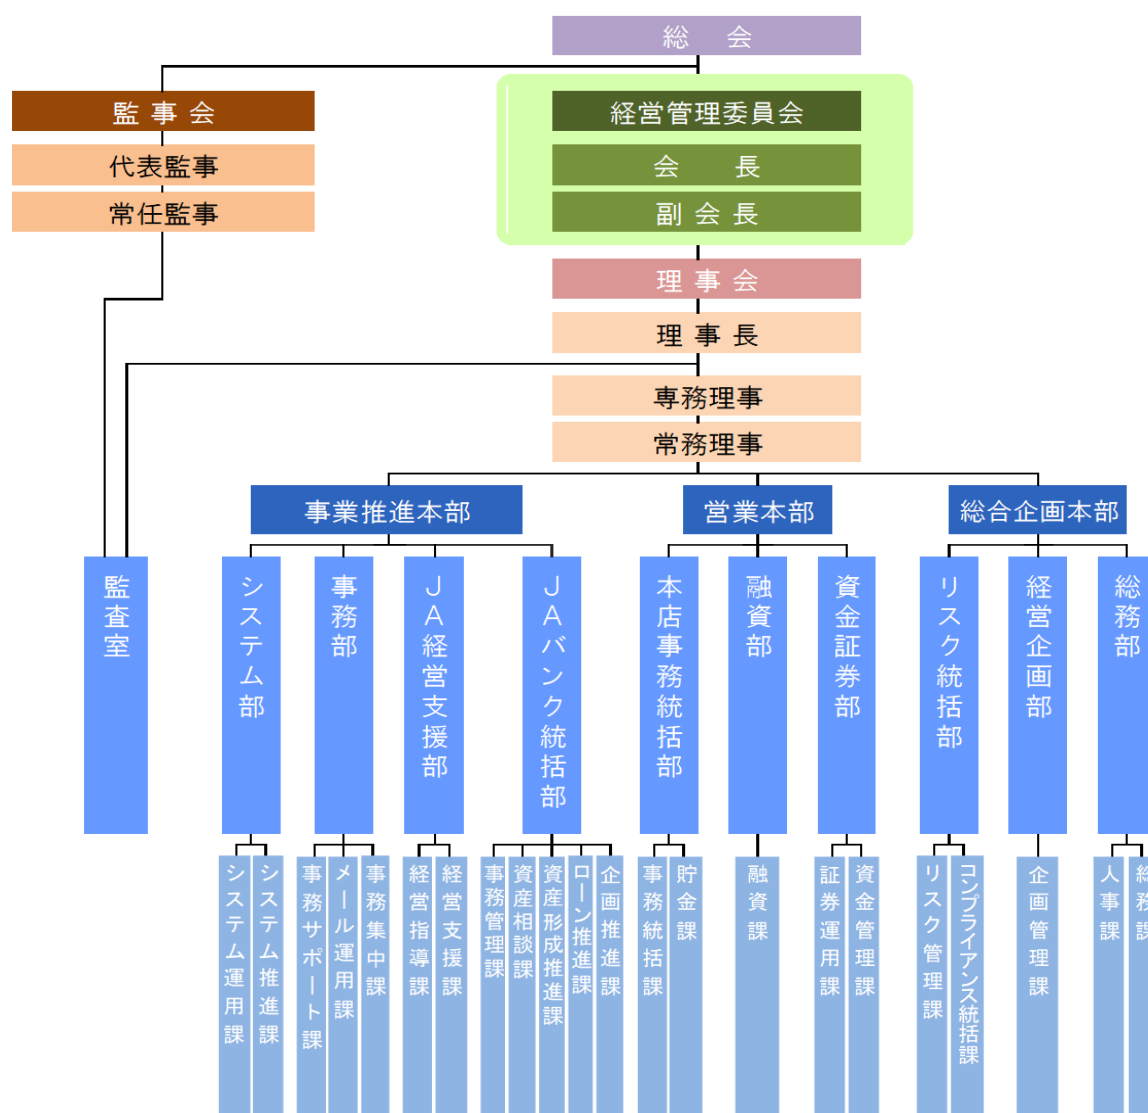 総 会
監 事 会
代表監事
常任監事
経営管理委員会
会 長
副 会 長
理 事 会
理 事 長
専務理事
常務理事
事業推進本部
営業本部
総合企画本部
監査室
システム部
事務部
ＪＡ経営支援部
ＪＡバンク統括部
本店事務統括部
融資部
資金証券部
リスク統括部
経営企画部
総務部
システム運用課
システム推進課
事務サポート課
メール運用課
事務集中課
経営指導課
経営支援課
事務管理課
資産相談課
資産形成推進課
ローン推進課
企画推進課
事務統括課
貯金課
融資課
証券運用課
資金管理課
リスク管理課
コンプライアンス統括課
企画管理課
人事課
総務課